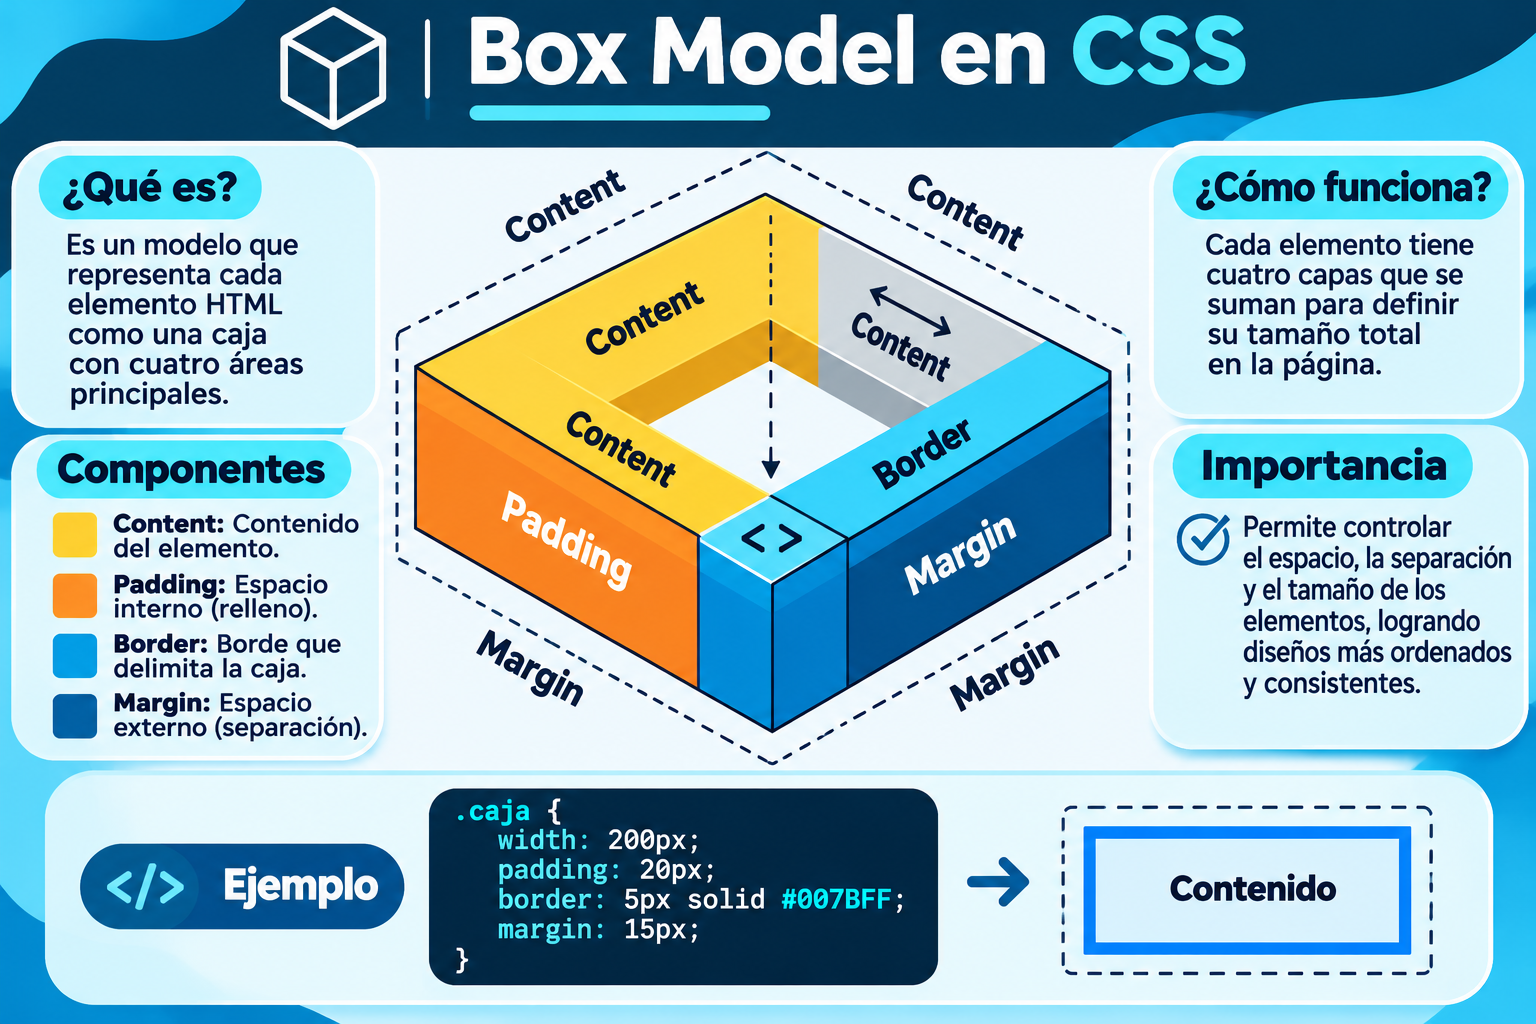 Box Model en CSS
¿Qué es?
Es un modelo que
representa cada
elemento HTML
como una caja
con cuatro áreas
principales.
Componentes
Content: Contenido
del elemento.
Padding: Espacio
interno (relleno).
Border: Borde que
delimita la caja.
Margin: Espacio
externo (separación).
Content
Content
Content
Content
Content
Border
Padding
Margin
Margin
Margin
<>
¿Cómo funciona?
Cada elemento tiene
cuatro capas que se
suman para definir
su tamaño total
en la página.
Importancia
Permite controlar
el espacio, la separación
y el tamaño de los
elementos, logrando
diseños más ordenados
y consistentes.
</> Ejemplo
.caja {
width: 200px;
padding: 20px;
border: 5px solid #007BFF;
margin: 15px;
}
Contenido